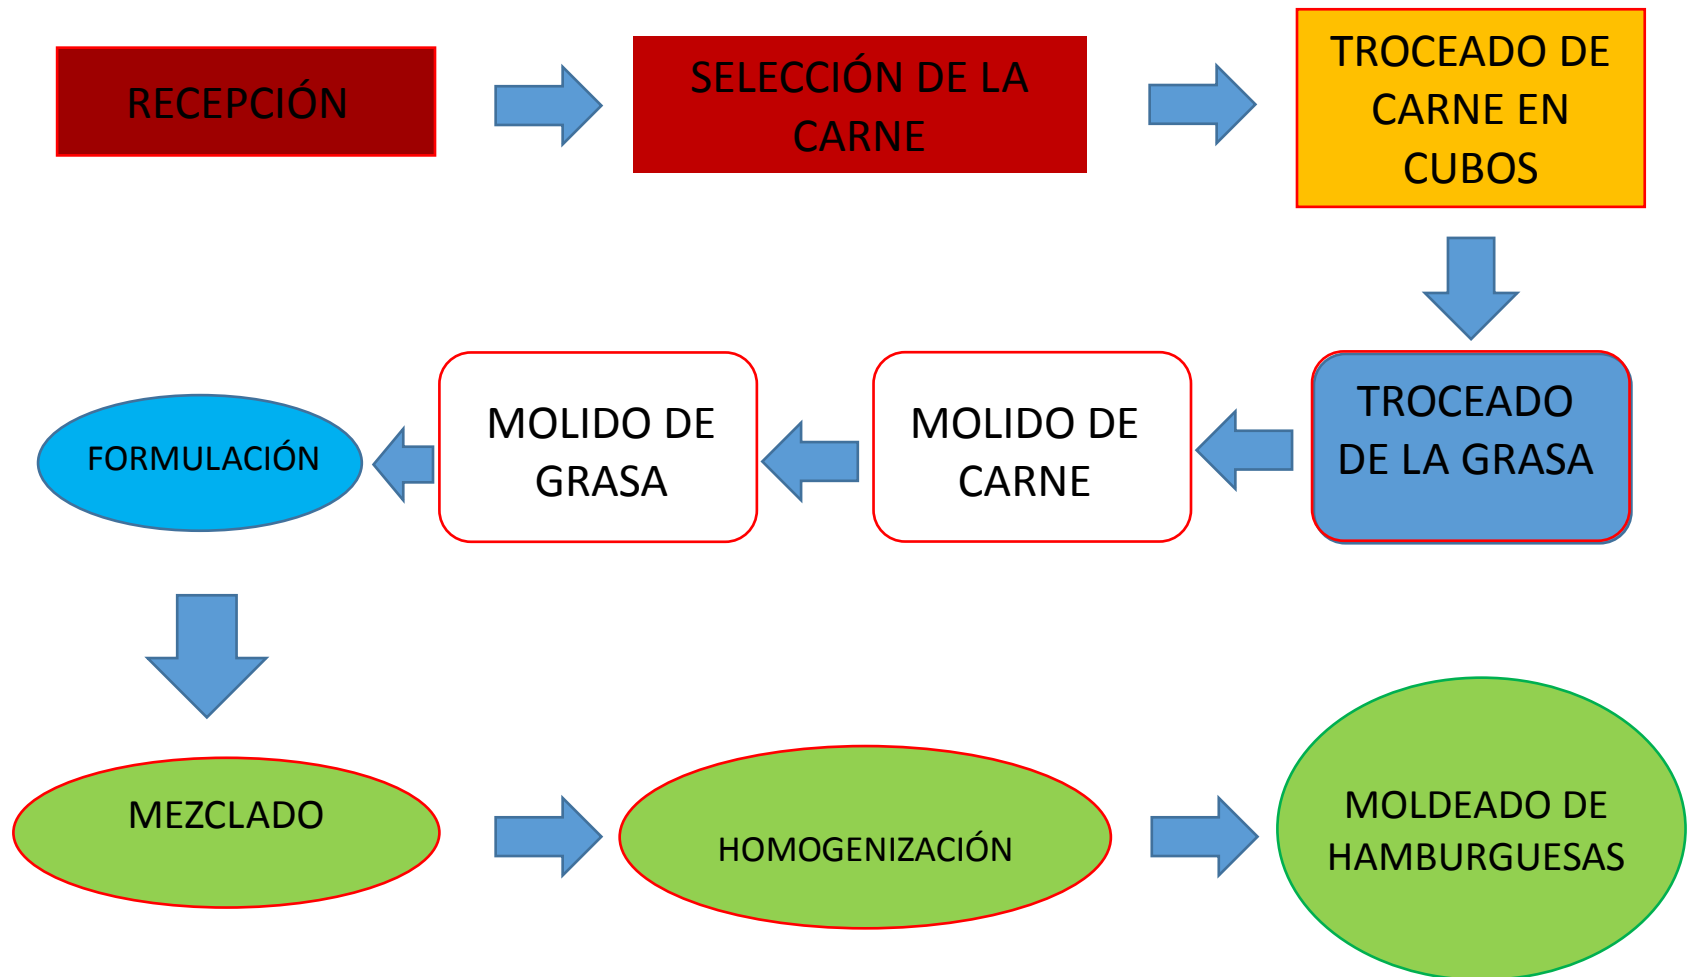 RECEPCIÓN
SELECCIÓN DE LA
CARNE
TROCEADO DE
CARNE EN
CUBOS
TROCEADO
DE LA GRASA
MOLIDO DE
CARNE
MOLIDO DE
GRASA
FORMULACIÓN
MEZCLADO
HOMOGENIZACIÓN
MOLDEADO DE
HAMBURGUESAS